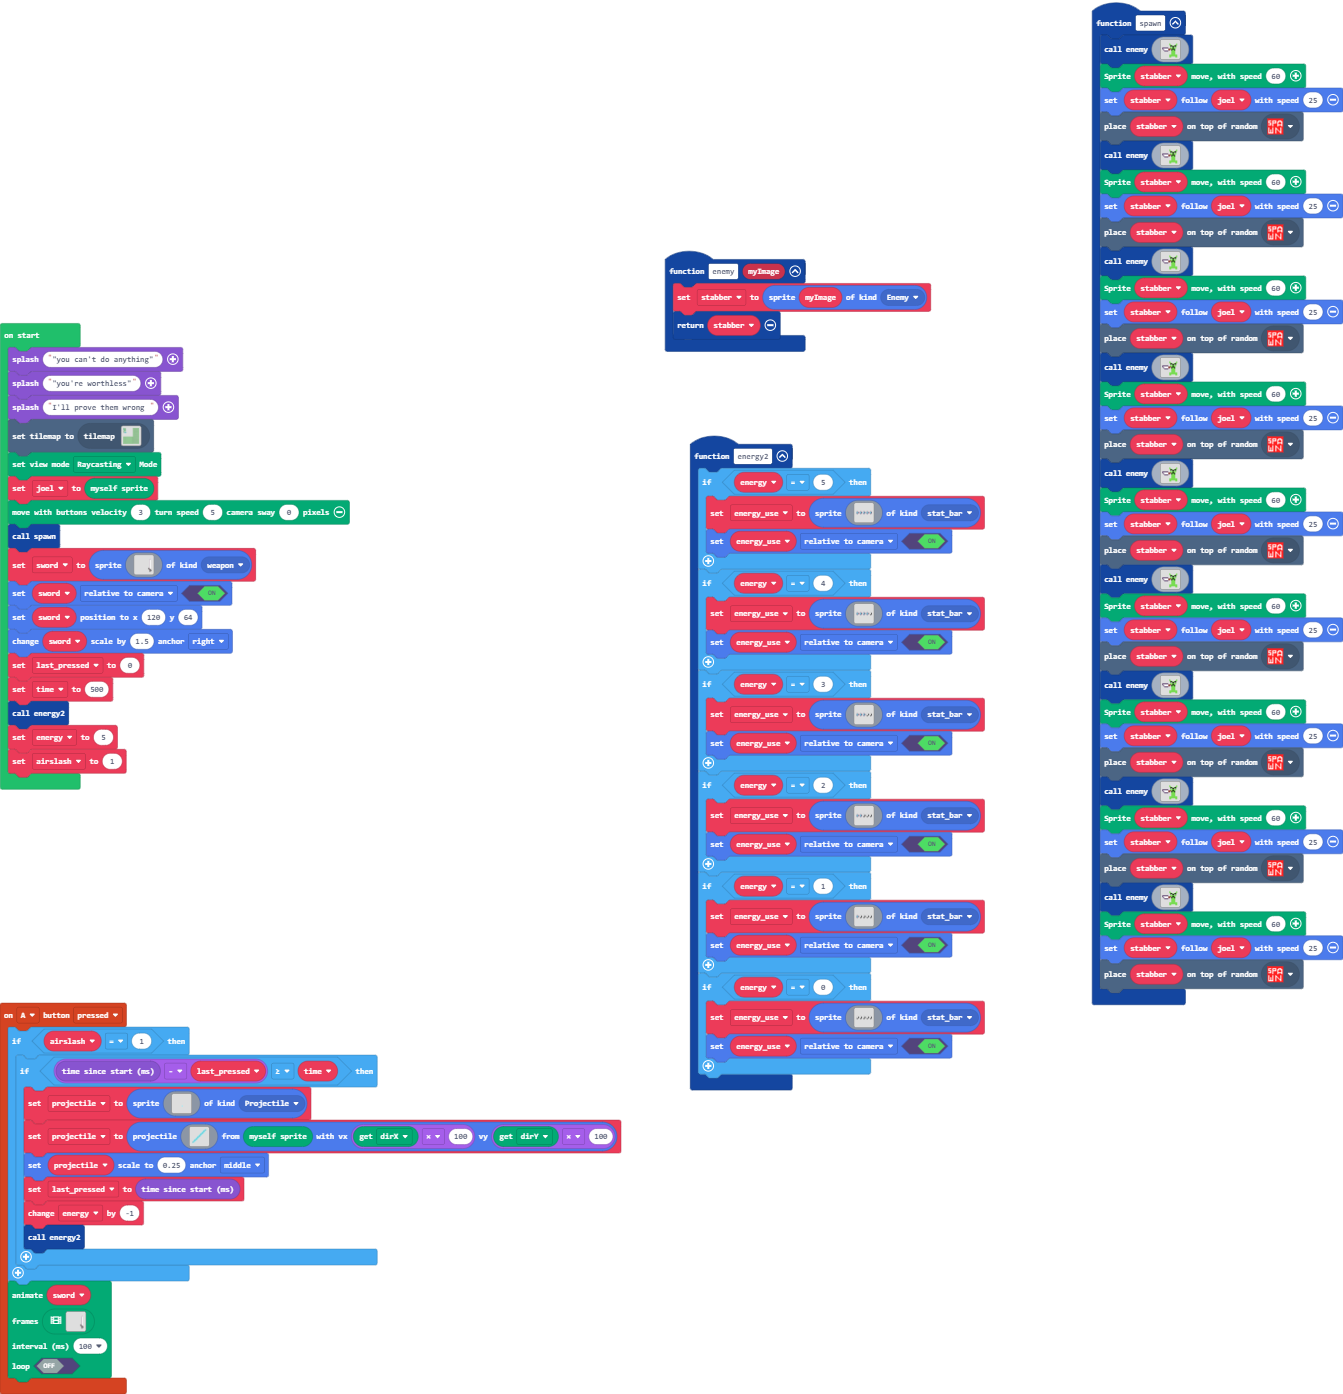 on start
splash ""you can't do anything""
splash ""you're worthless""
splash "I'll prove them wrong "
set tilemap to tilemap
set view mode Raycasting Mode
set joel to myself sprite
move with buttons velocity 3 turn speed 5 camera sway 0 pixels
call spawn
set sword to sprite of kind weapon
set sword relative to camera ON
set sword position to x 120 y 64
change sword scale by 1.5 anchor right
set last_pressed to 0
set time to 500
call energy2
set energy to 5
set airslash to 1
on A button pressed
if airslash = 1 then
if time since start (ms) - last_pressed ≥ time then
set projectile to sprite of kind Projectile
set projectile to projectile from myself sprite with vx get dirX × 100 vy get dirY × 100
set projectile scale to 0.25 anchor middle
set last_pressed to time since start (ms)
change energy by -1
call energy2
animate sword
frames
interval (ms) 100
loop OFF
function enemy myImage
set stabber to sprite myImage of kind Enemy
return stabber
function energy2
if energy = 5 then
set energy_use to sprite of kind stat_bar
set energy_use relative to camera ON
if energy = 4 then
set energy_use to sprite of kind stat_bar
set energy_use relative to camera ON
if energy = 3 then
set energy_use to sprite of kind stat_bar
set energy_use relative to camera ON
if energy = 2 then
set energy_use to sprite of kind stat_bar
set energy_use relative to camera ON
if energy = 1 then
set energy_use to sprite of kind stat_bar
set energy_use relative to camera ON
if energy = 0 then
set energy_use to sprite of kind stat_bar
set energy_use relative to camera ON
function spawn
call enemy
Sprite stabber move, with speed 60
set stabber follow joel with speed 25
place stabber on top of random SPAWN
call enemy
Sprite stabber move, with speed 60
set stabber follow joel with speed 25
place stabber on top of random SPAWN
call enemy
Sprite stabber move, with speed 60
set stabber follow joel with speed 25
place stabber on top of random SPAWN
call enemy
Sprite stabber move, with speed 60
set stabber follow joel with speed 25
place stabber on top of random SPAWN
call enemy
Sprite stabber move, with speed 60
set stabber follow joel with speed 25
place stabber on top of random SPAWN
call enemy
Sprite stabber move, with speed 60
set stabber follow joel with speed 25
place stabber on top of random SPAWN
call enemy
Sprite stabber move, with speed 60
set stabber follow joel with speed 25
place stabber on top of random SPAWN
call enemy
Sprite stabber move, with speed 60
set stabber follow joel with speed 25
place stabber on top of random SPAWN
call enemy
Sprite stabber move, with speed 60
set stabber follow joel with speed 25
place stabber on top of random SPAWN